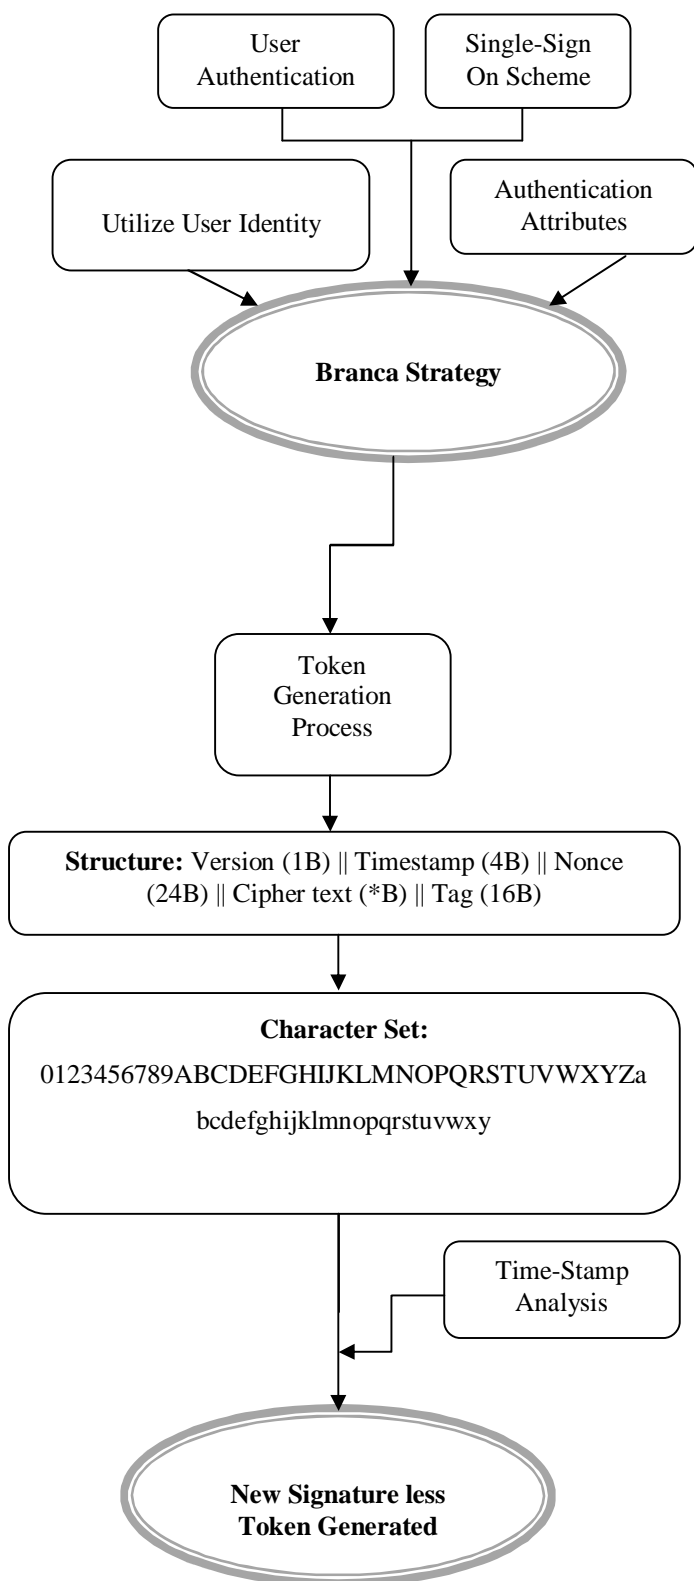 User
Authentication
Single-Sign
On Scheme
Utilize User Identity
Authentication
Attributes
Branca Strategy
Token
Generation
Process
Structure: Version (1B) || Timestamp (4B) || Nonce
(24B) || Cipher text (*B) || Tag (16B)
Character Set:
0123456789ABCDEFGHIJKLMNOPQRSTUVWXYZa
bcdefghijklmnopqrstuvwxy
Time-Stamp
Analysis
New Signature less
Token Generated